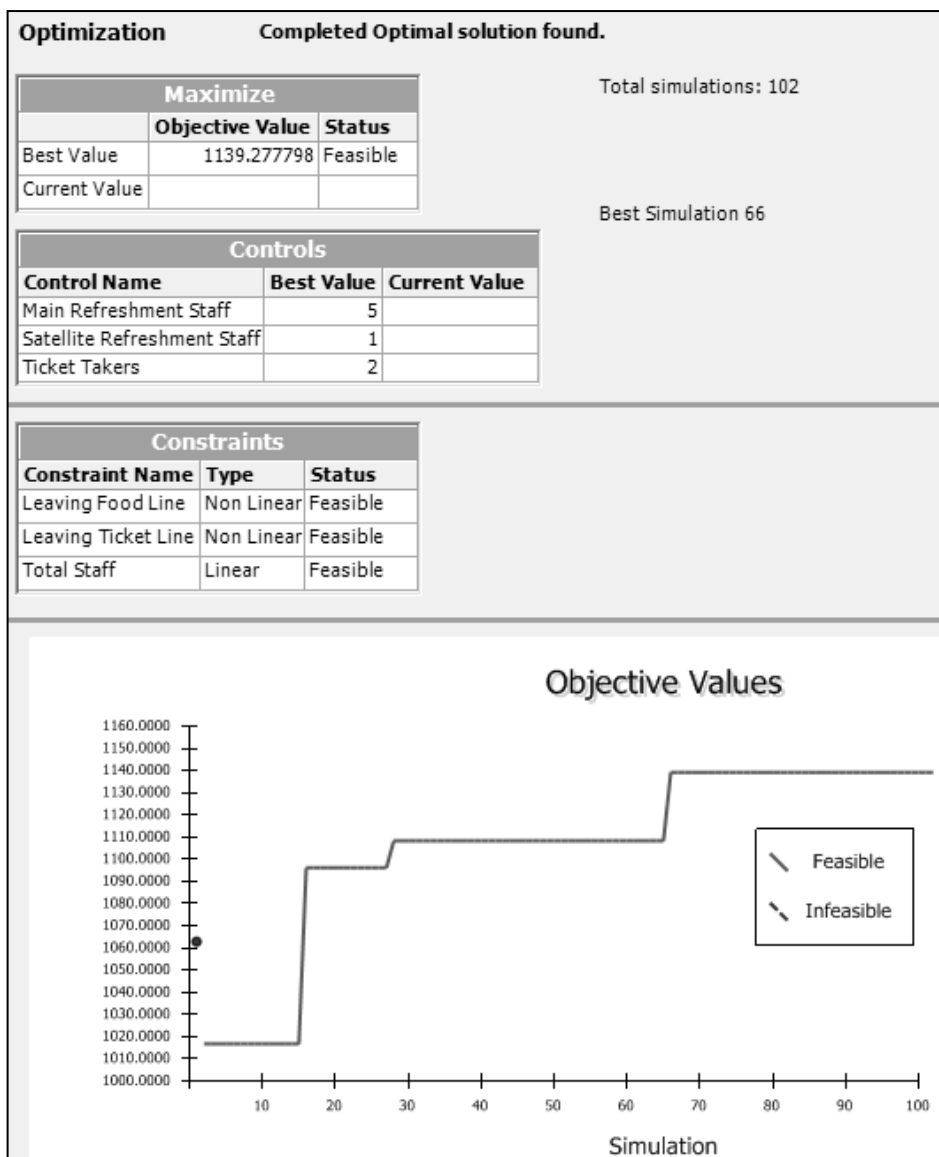 Optimization Completed Optimal solution found.
Total simulations: 102
Maximize
Objective Value Status
Best Value 1139.277798 Feasible
Current Value
Best Simulation 66
Controls
Control Name Best Value Current Value
Main Refreshment Staff 5
Satellite Refreshment Staff 1
Ticket Takers 2
Constraints
Constraint Name Type Status
Leaving Food Line Non Linear Feasible
Leaving Ticket Line Non Linear Feasible
Total Staff Linear Feasible
Objective Values
1160.0000
1150.0000
1140.0000
1130.0000
1120.0000
1110.0000
1100.0000
1090.0000
1080.0000
1070.0000
1060.0000
1050.0000
1040.0000
1030.0000
1020.0000
1010.0000
1000.0000
Feasible
Infeasible
10 20 30 40 50 60 70 80 90 100
Simulation